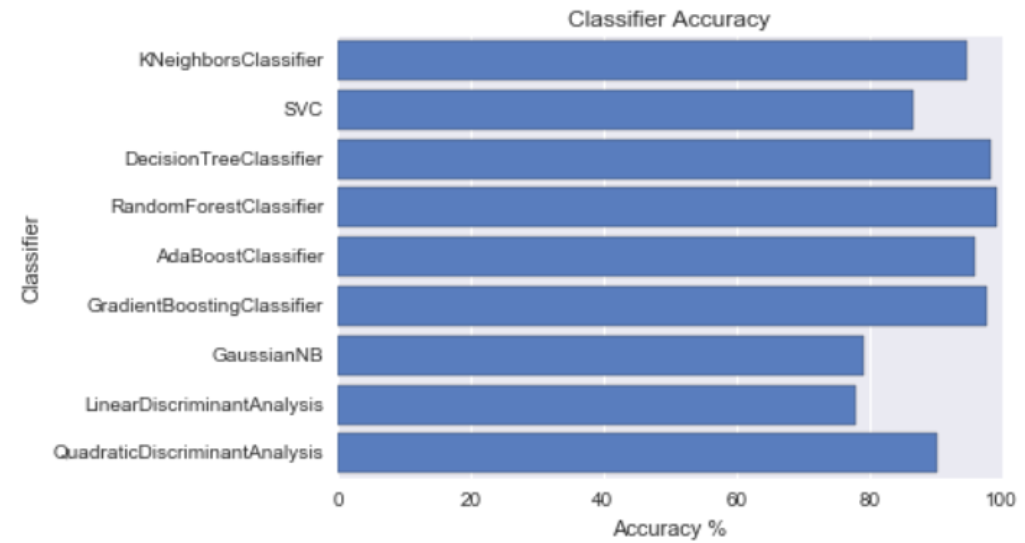 Classifier Accuracy
KNeighborsClassifier
SVC
DecisionTreeClassifier
RandomForestClassifier
AdaBoostClassifier
GradientBoostingClassifier
GaussianNB
LinearDiscriminantAnalysis
QuadraticDiscriminantAnalysis
Classifier
0 20 40 60 80 100
Accuracy %